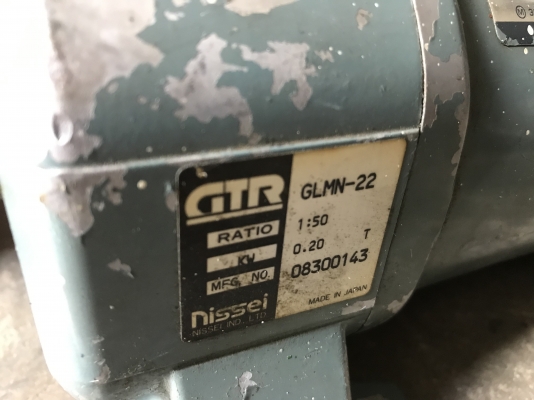 GTR GLMN-22
RATIO 1:50
KW 0.20 T
MFG. NO. 08300143
nissei
NISSEI IND., LTD.
MADE IN JAPAN